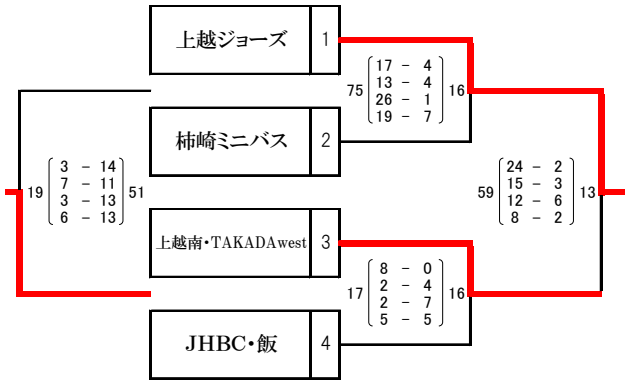 上越ジョーズ 1
75 17 - 4 16
13 - 4
26 - 1
19 - 7
柿崎ミニバス 2
19 3 - 14 51
7 - 11
3 - 13
6 - 13
59 24 - 2 13
15 - 3
12 - 6
8 - 2
上越南・TAKADAwest 3
17 8 - 0 16
2 - 4
2 - 7
5 - 5
JHBC・飯 4